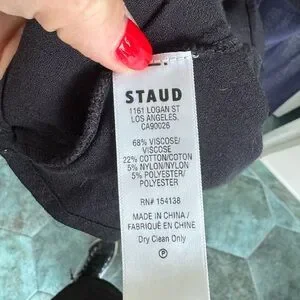 STAUD
1161 LOGAN ST
LOS ANGELES,
CA90026
68% VISCOSE/
VISCOSE
22% COTTON/COTON
5% NYLON/NYLON
5% POLYESTER/
POLYESTER
RN# 154138
MADE IN CHINA /
FABRIQUÉ EN CHINE
Dry Clean Only
P